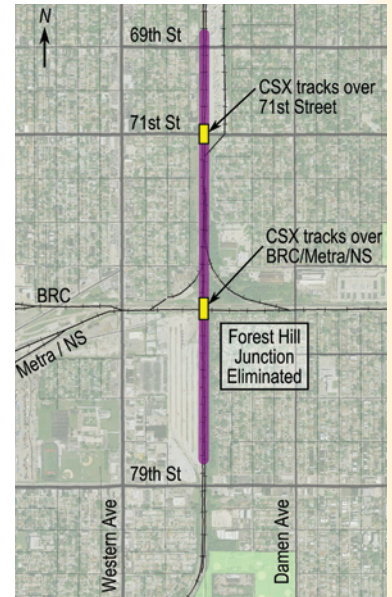 N
69th St
CSX tracks over
71st Street
71st St
CSX tracks over
BRC/Metra/NS
BRC
Metra / NS
Forest Hill
Junction
Eliminated
79th St
Western Ave
Damen Ave